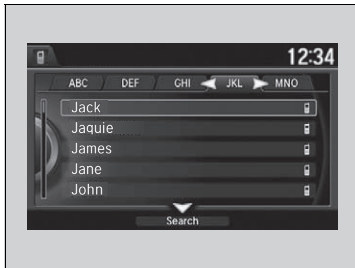 12:34
ABC DEF GHI JKL MNO
Jack
Jaquie
James
Jane
John
Search